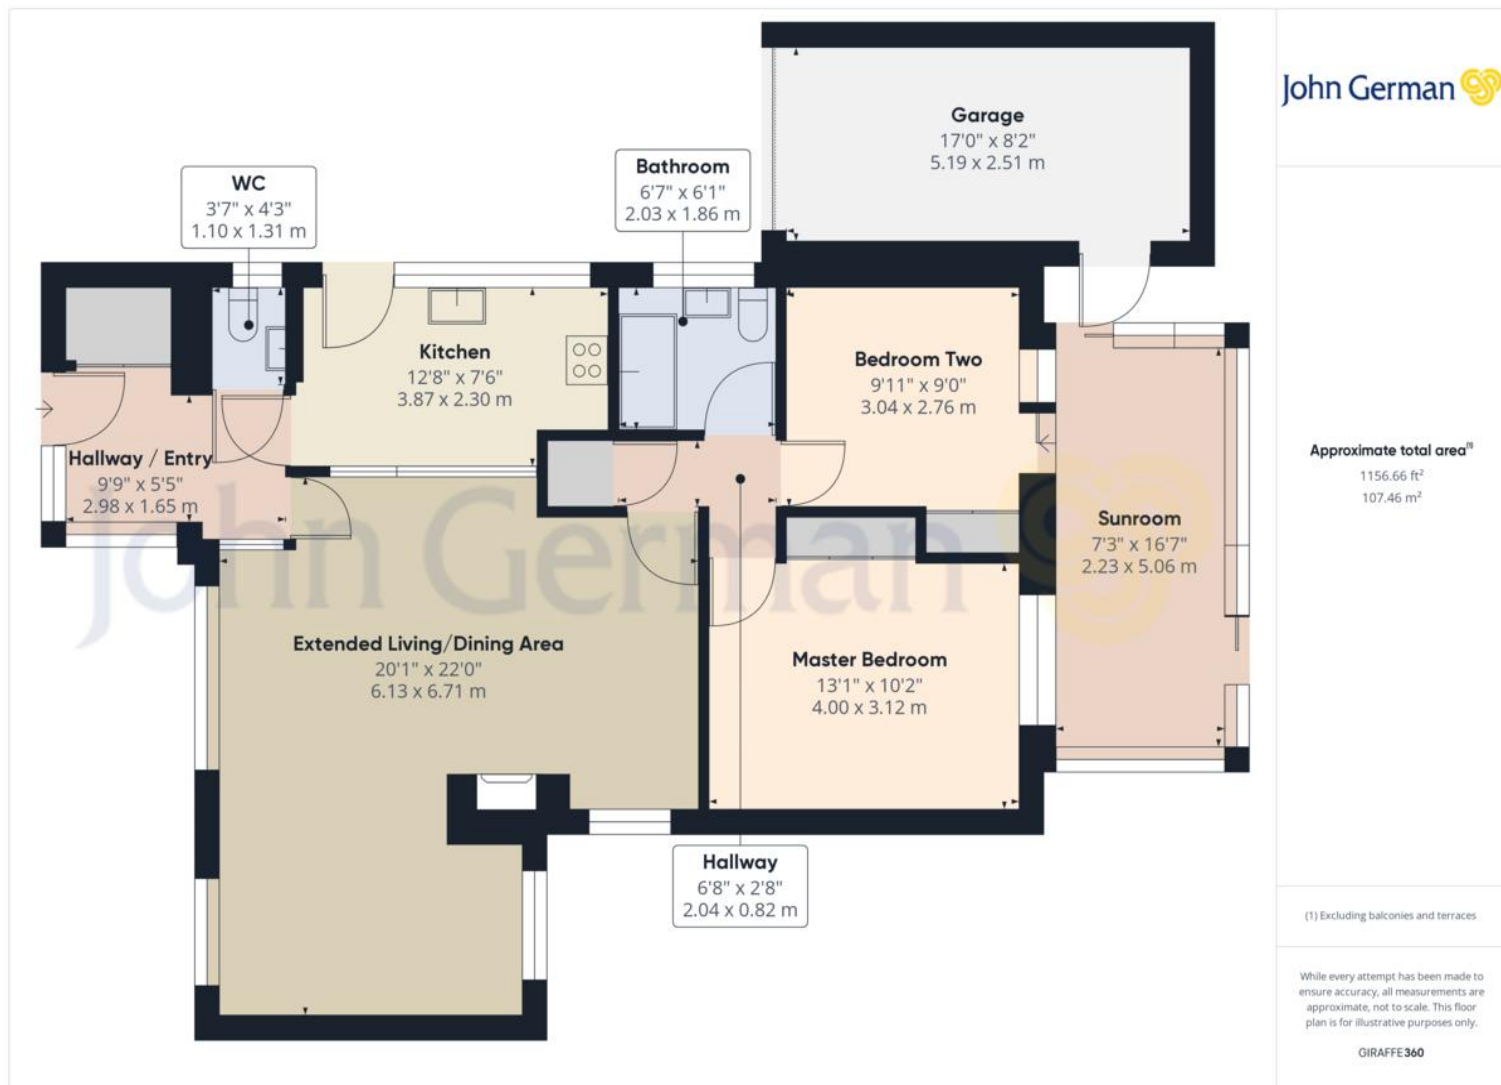 John German
Garage
17'0" x 8'2"
5.19 x 2.51 m
Bathroom
6'7" x 6'1"
2.03 x 1.86 m
WC
3'7" x 4'3"
1.10 x 1.31 m
Kitchen
12'8" x 7'6"
3.87 x 2.30 m
Bedroom Two
9'11" x 9'0"
3.04 x 2.76 m
Hallway / Entry
9'9" x 5'5"
2.98 x 1.65 m
Sunroom
7'3" x 16'7"
2.23 x 5.06 m
John German
Extended Living/Dining Area
20'1" x 22'0"
6.13 x 6.71 m
Master Bedroom
13'1" x 10'2"
4.00 x 3.12 m
Hallway
6'8" x 2'8"
2.04 x 0.82 m
Approximate total area(1)
1156.66 ft²
107.46 m²
(1) Excluding balconies and terraces
While every attempt has been made to
ensure accuracy, all measurements are
approximate, not to scale. This floor
plan is for illustrative purposes only.
GIRAFFE360